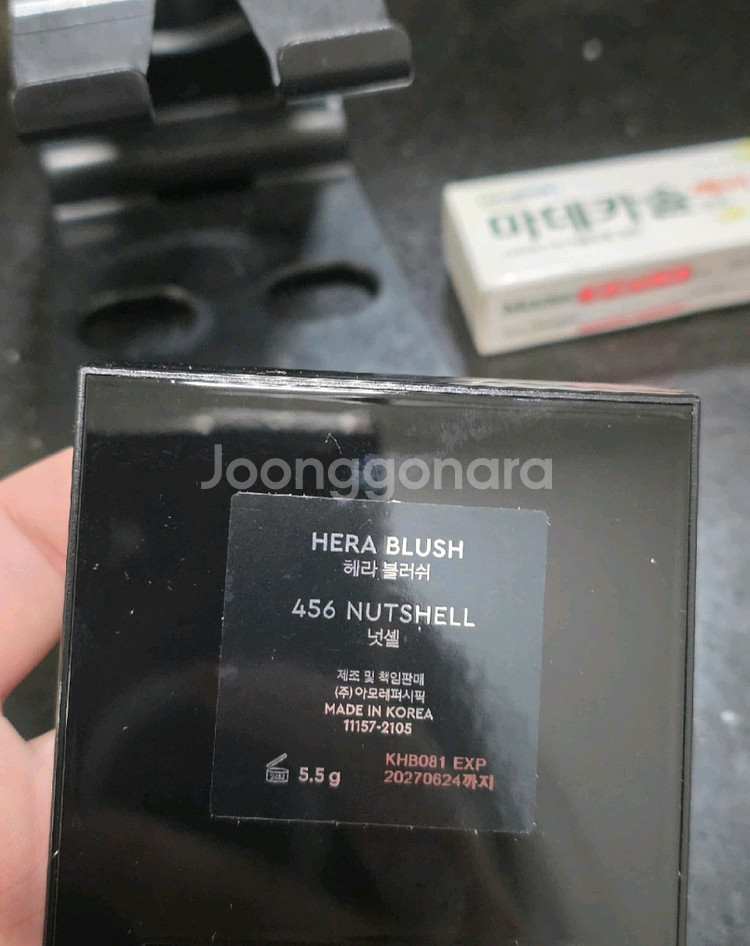 마데카솔
Joonggonara
HERA BLUSH
헤라 블러쉬
456 NUTSHELL
넛셸
제조 및 책임판매
(주)아모레퍼시픽
MADE IN KOREA
11157-2105
5.5 g
KHB081 EXP
20270624까지